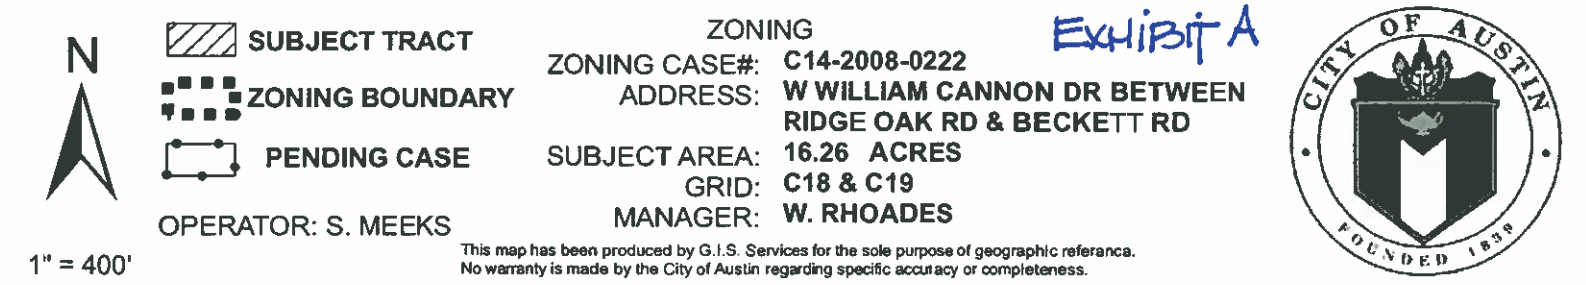 N
1" = 400'
SUBJECT TRACT
ZONING BOUNDARY
PENDING CASE
OPERATOR: S. MEEKS
ZONING
ZONING CASE#: C14-2008-0222
ADDRESS: W WILLIAM CANNON DR BETWEEN
RIDGE OAK RD & BECKETT RD
SUBJECT AREA: 16.26 ACRES
GRID: C18 & C19
MANAGER: W. RHOADES
This map has been produced by G.I.S. Services for the sole purpose of geographic referanca.
No warranty is made by the City of Austin regarding specific accuracy or completeness.
EXHIBIT A
CITY OF AUSTIN
FOUNDED 1839